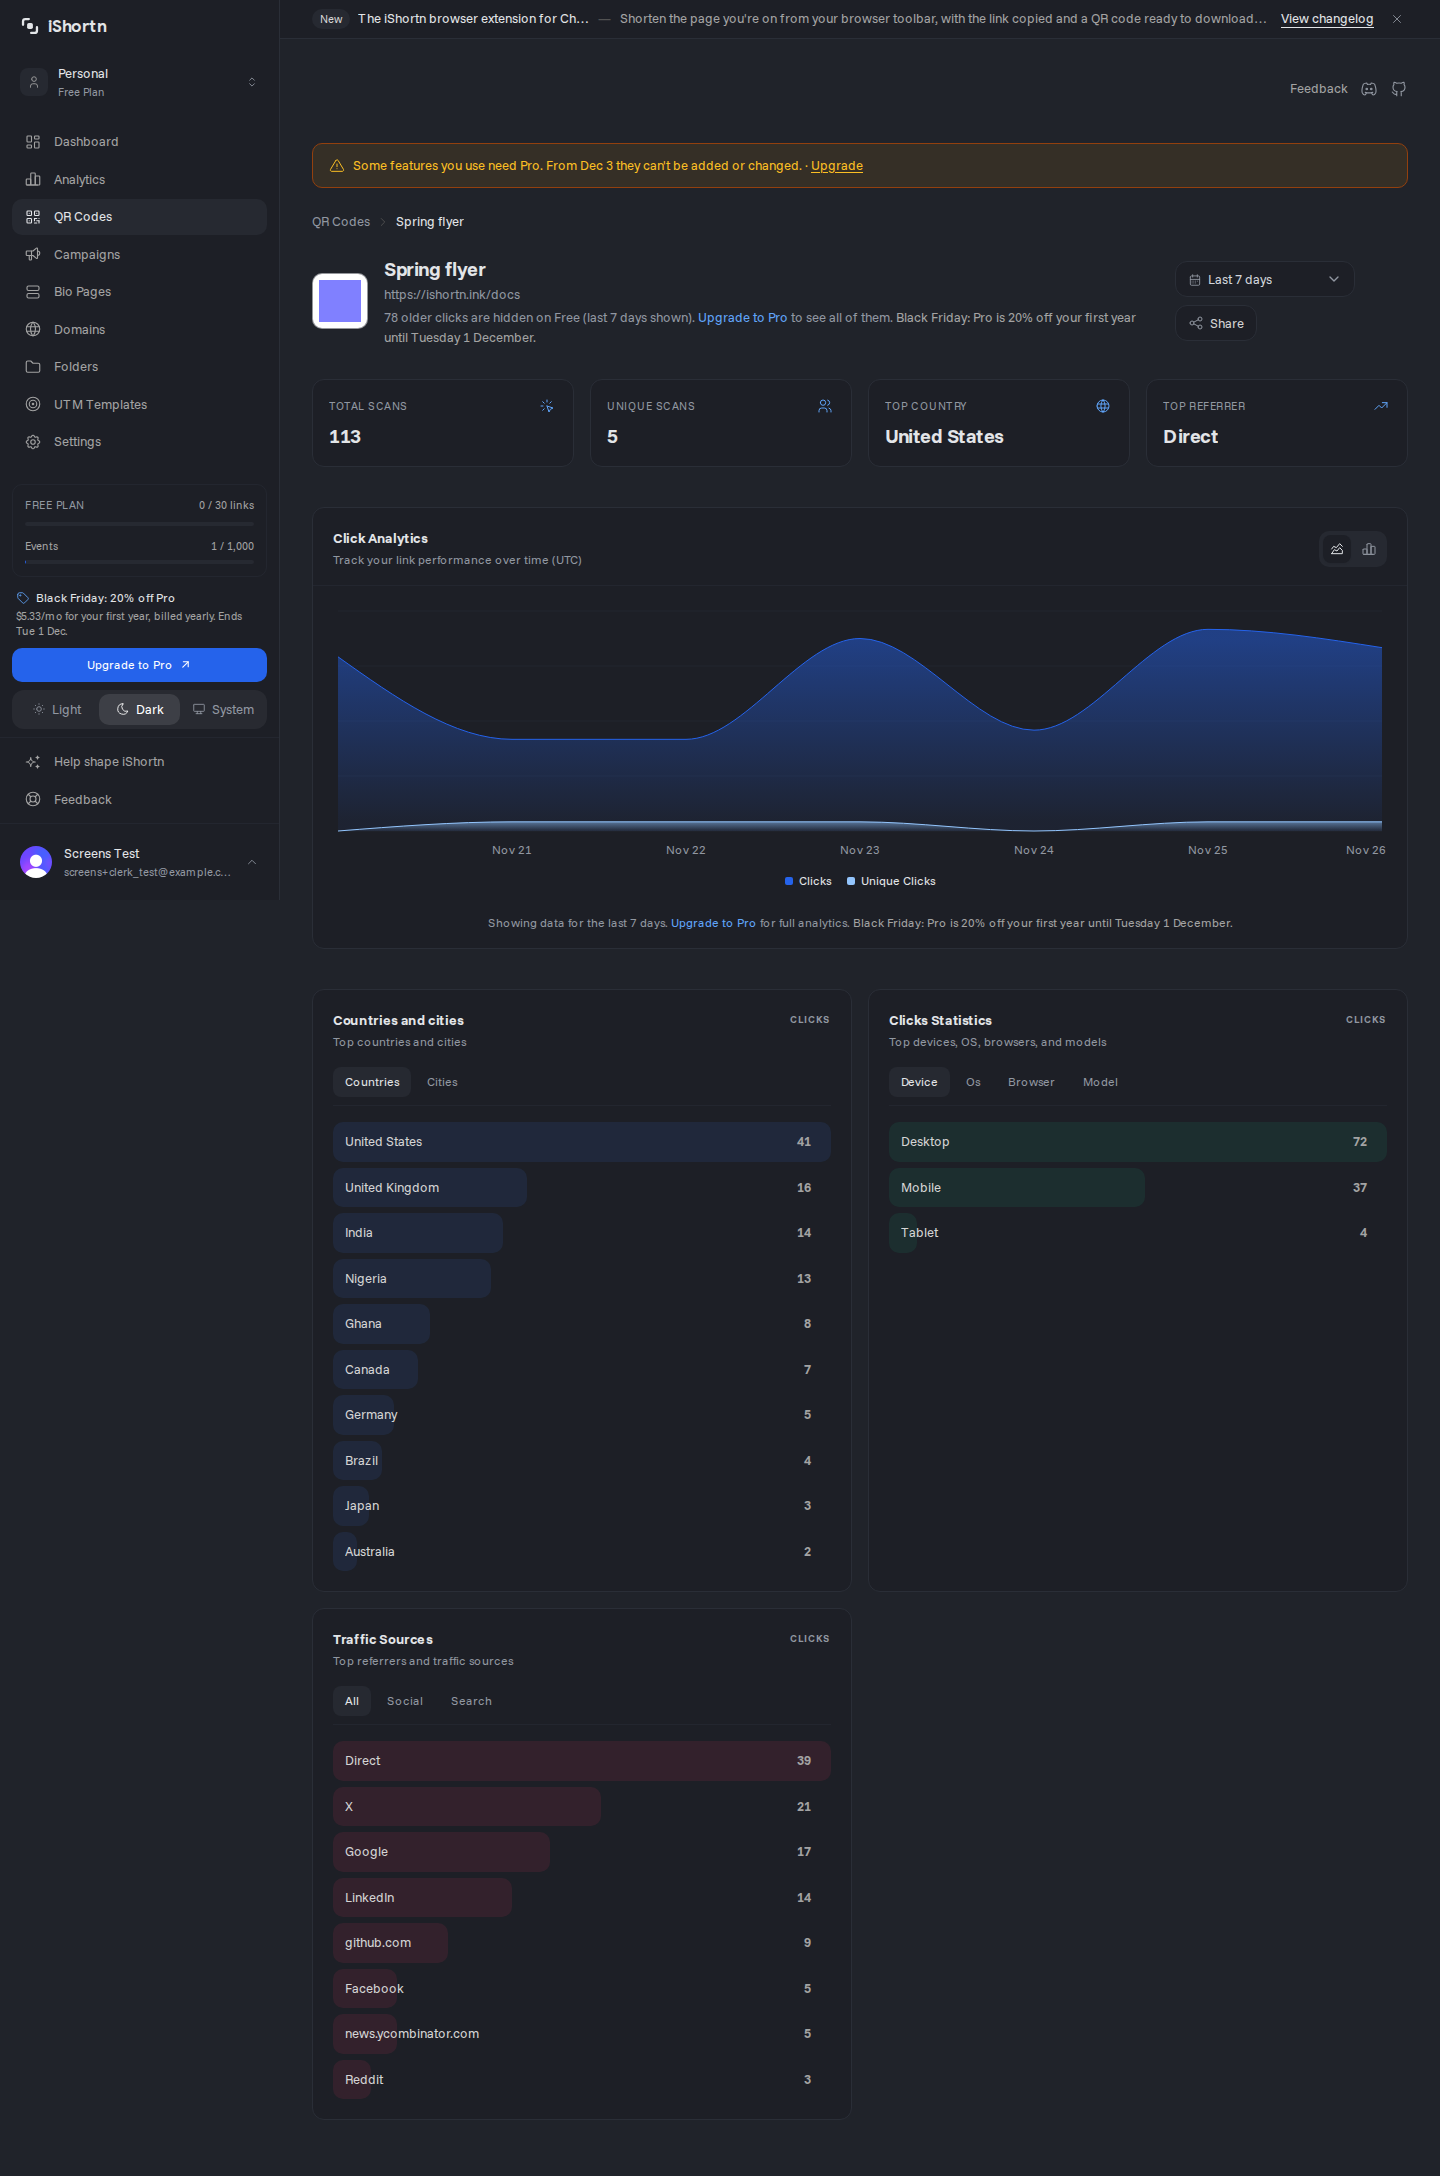 iShortn
Personal
Free Plan
Dashboard
Analytics
QR Codes
Campaigns
Bio Pages
Domains
Folders
UTM Templates
Settings
FREE PLAN 0 / 30 links
Events 1 / 1,000
Black Friday: 20% off Pro
$5.33/mo for your first year, billed yearly. Ends
Tue 1 Dec.
Upgrade to Pro
Light Dark System
Help shape iShortn
Feedback
Screens Test
screens+clerk_test@example.c...
New The iShortn browser extension for Ch... — Shorten the page you're on from your browser toolbar, with the link copied and a QR code ready to download... View changelog
Feedback
Some features you use need Pro. From Dec 3 they can't be added or changed. · Upgrade
QR Codes Spring flyer
Spring flyer
https://ishortn.ink/docs
78 older clicks are hidden on Free (last 7 days shown). Upgrade to Pro to see all of them. Black Friday: Pro is 20% off your first year
until Tuesday 1 December.
Last 7 days
Share
TOTAL SCANS
113
UNIQUE SCANS
5
TOP COUNTRY
United States
TOP REFERRER
Direct
Click Analytics
Track your link performance over time (UTC)
Nov 21 Nov 22 Nov 23 Nov 24 Nov 25 Nov 26
Clicks Unique Clicks
Showing data for the last 7 days. Upgrade to Pro for full analytics. Black Friday: Pro is 20% off your first year until Tuesday 1 December.
Countries and cities CLICKS
Top countries and cities
Countries Cities
United States 41
United Kingdom 16
India 14
Nigeria 13
Ghana 8
Canada 7
Germany 5
Brazil 4
Japan 3
Australia 2
Clicks Statistics CLICKS
Top devices, OS, browsers, and models
Device Os Browser Model
Desktop 72
Mobile 37
Tablet 4
Traffic Sources CLICKS
Top referrers and traffic sources
All Social Search
Direct 39
X 21
Google 17
LinkedIn 14
github.com 9
Facebook 5
news.ycombinator.com 5
Reddit 3